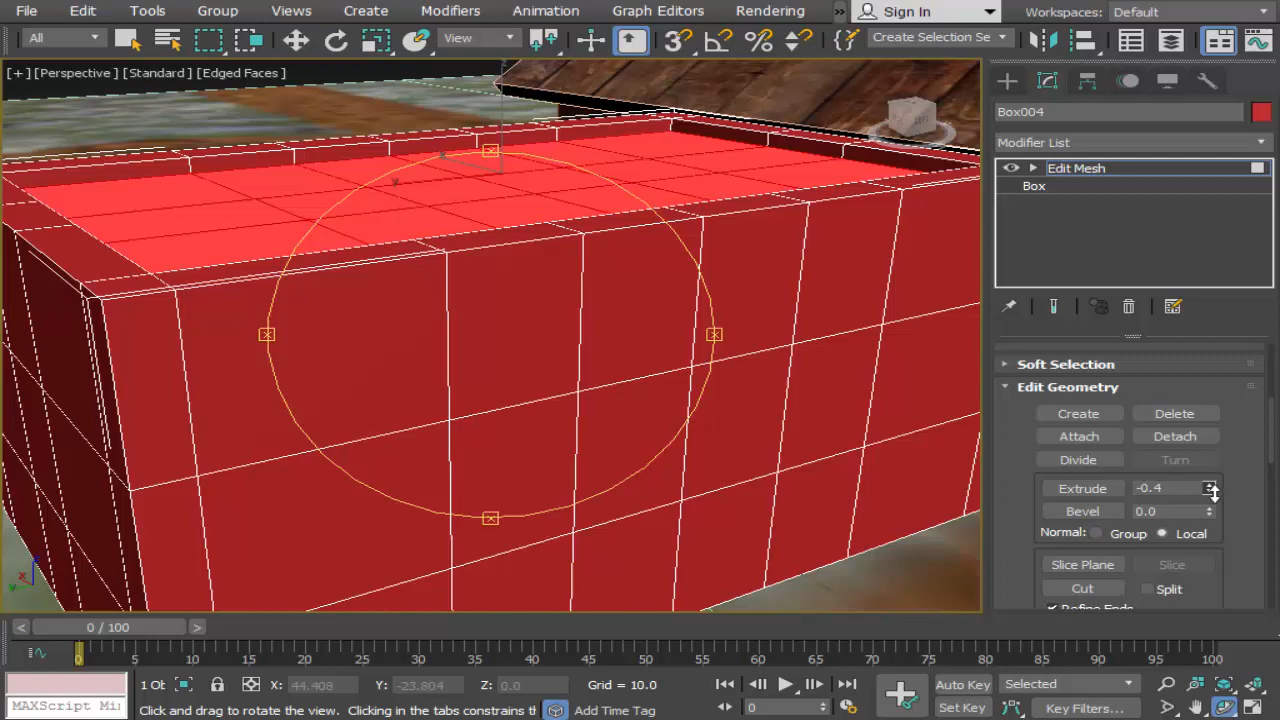 File Edit Tools Group Views Create Modifiers Animation Graph Editors Rendering » Sign In Workspaces: Default
All View Create Selection Se
[+] [Perspective] [Standard] [Edged Faces]
Box004
Modifier List
Edit Mesh
Box
Soft Selection
Edit Geometry
Create Delete
Attach Detach
Divide Turn
Extrude -0.4
Bevel 0.0
Normal: Group Local
Slice Plane Slice
Cut Split
Refine Ends
< 0 / 100 >
0 5 10 15 20 25 30 35 40 45 50 55 60 65 70 75 80 85 90 95 100
1 Ob X: 44.408 Y: -23.804 Z: 0.0 Grid = 10.0 Auto Key Selected
MAXScript Mi Click and drag to rotate the view. Clicking in the tabs constrains th Add Time Tag 0 Set Key Key Filters...